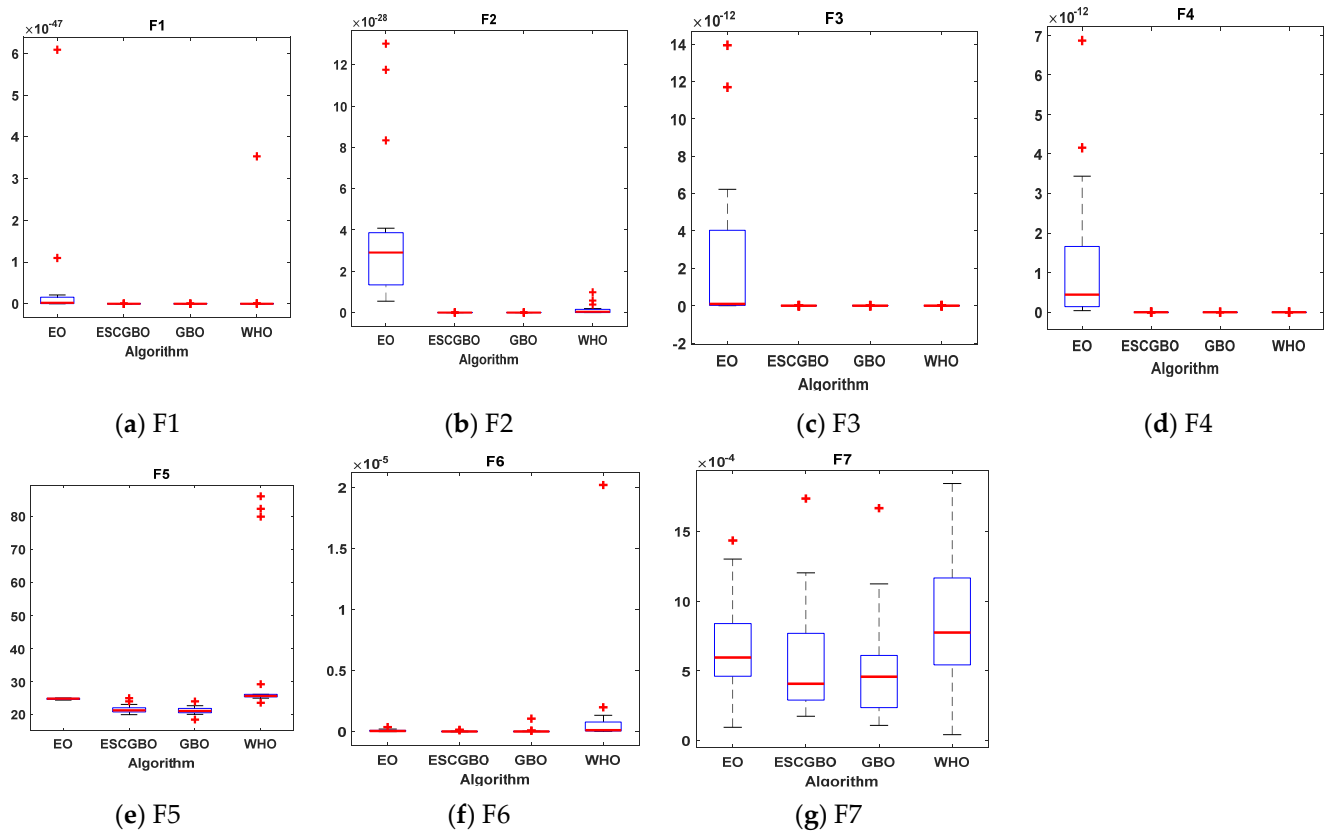 ×10-47
F1
6
5
4
3
2
1
0
EO ESCGBO GBO WHO
Algorithm
(a) F1
×10-28
F2
12
10
8
6
4
2
0
EO ESCGBO GBO WHO
Algorithm
(b) F2
×10-12
F3
14
12
10
8
6
4
2
0
-2
EO ESCGBO GBO WHO
Algorithm
(c) F3
×10-12
F4
7
6
5
4
3
2
1
0
EO ESCGBO GBO WHO
Algorithm
(d) F4
F5
80
70
60
50
40
30
20
EO ESCGBO GBO WHO
Algorithm
(e) F5
×10-5
F6
2
1.5
1
0.5
0
EO ESCGBO GBO WHO
Algorithm
(f) F6
×10-4
F7
15
10
5
0
EO ESCGBO GBO WHO
Algorithm
(g) F7